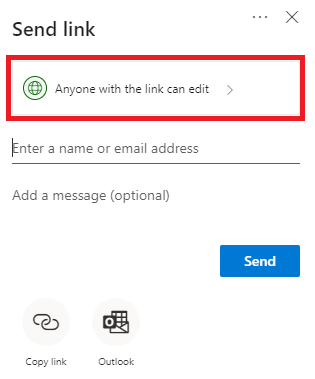 Send link
Anyone with the link can edit
Enter a name or email address
Add a message (optional)
Send
Copy link
Outlook